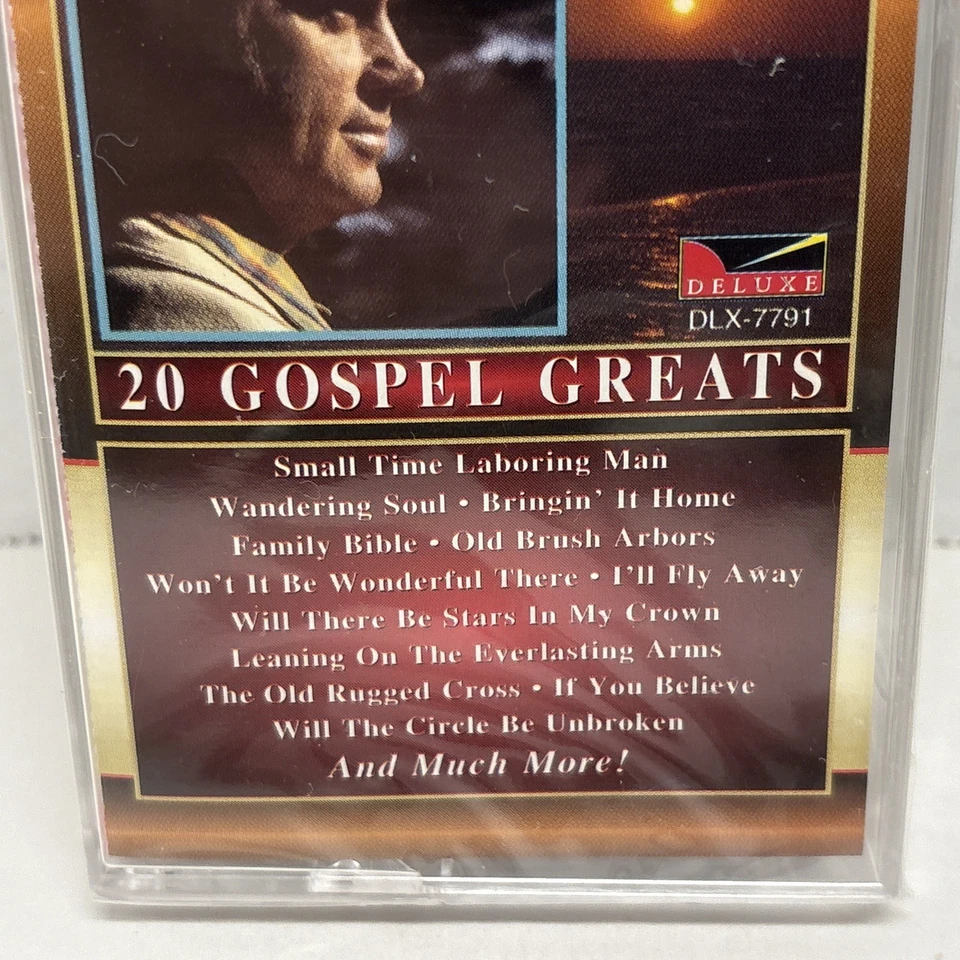 DELUXE
DLX-7791
20 GOSPEL GREATS
Small Time Laboring Man
Wandering Soul • Bringin' It Home
Family Bible • Old Brush Arbors
Won't It Be Wonderful There • I'll Fly Away
Will There Be Stars In My Crown
Leaning On The Everlasting Arms
The Old Rugged Cross • If You Believe
Will The Circle Be Unbroken
And Much More!